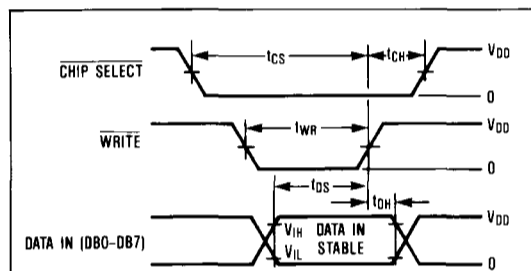 tCS
tCH
VDD
CHIP SELECT
0
tWR
VDD
WRITE
0
tDS
tDH
VDD
DATA IN (DB0-DB7)
VIH DATA IN
VIL STABLE
0